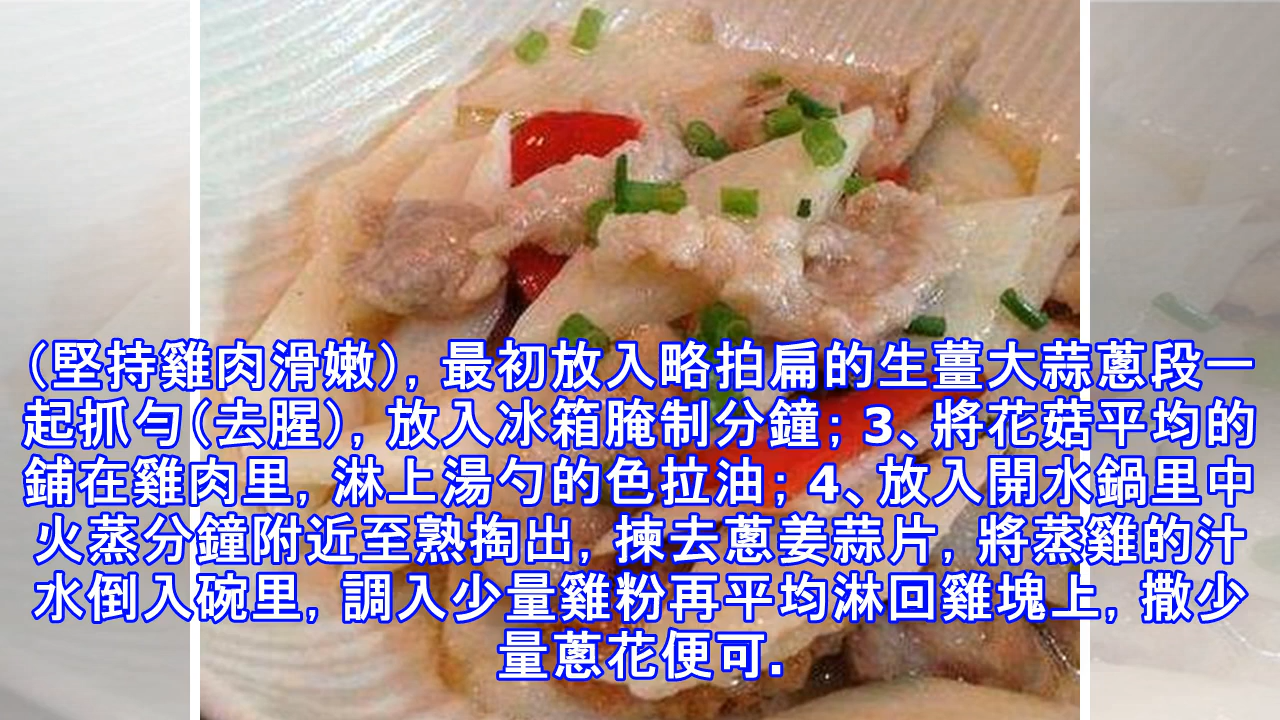 (堅持雞肉滑嫩), 最初放入略拍扁的生薑大蒜蔥段一
起抓勻(去腥), 放入冰箱腌制分鐘; 3、將花菇平均的
鋪在雞肉里, 淋上湯勺的色拉油; 4、放入開水鍋里中
火蒸分鐘附近至熟掏出, 揀去蔥姜蒜片, 將蒸雞的汁
水倒入碗里, 調入少量雞粉再平均淋回雞塊上, 撒少
量蔥花便可.